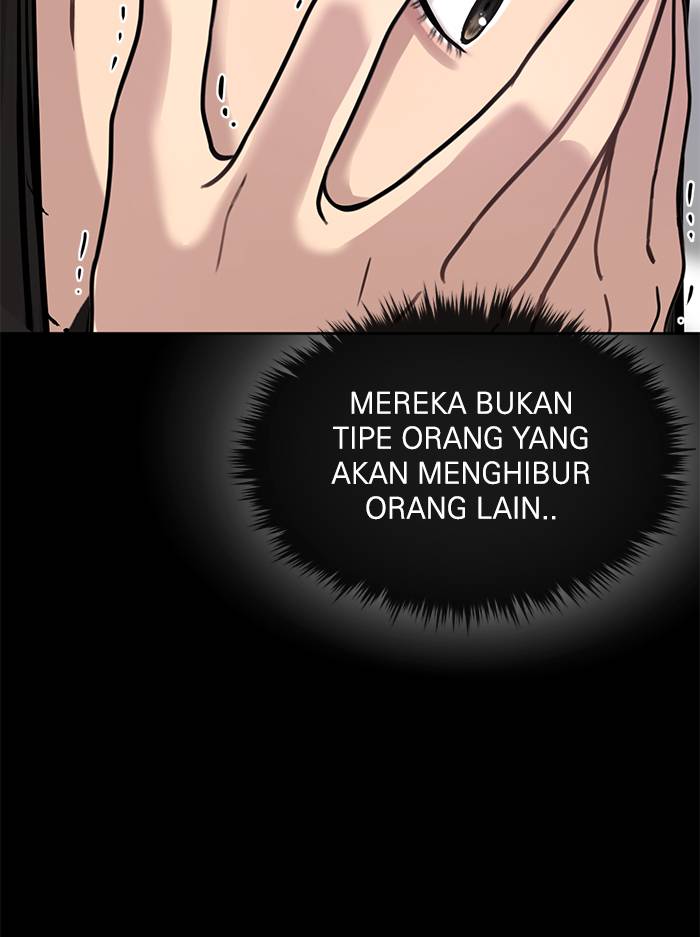 MEREKA BUKAN
TIPE ORANG YANG
AKAN MENGHIBUR
ORANG LAIN..